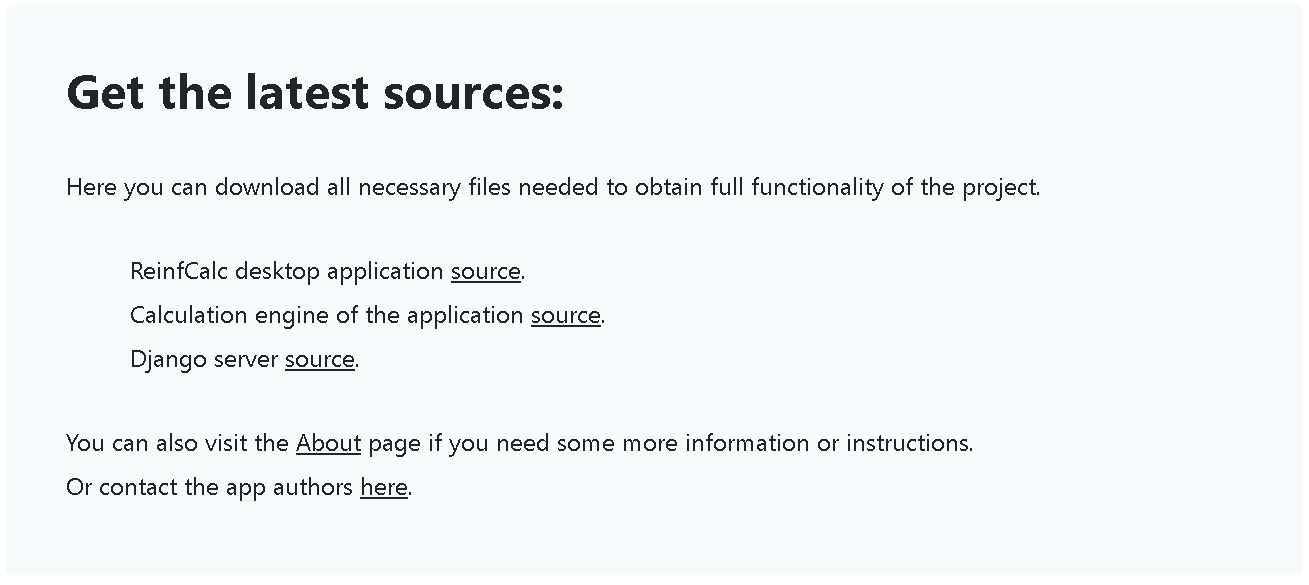 Get the latest sources:
Here you can download all necessary files needed to obtain full functionality of the project.
ReinfCalc desktop application source.
Calculation engine of the application source.
Django server source.
You can also visit the About page if you need some more information or instructions.
Or contact the app authors here.